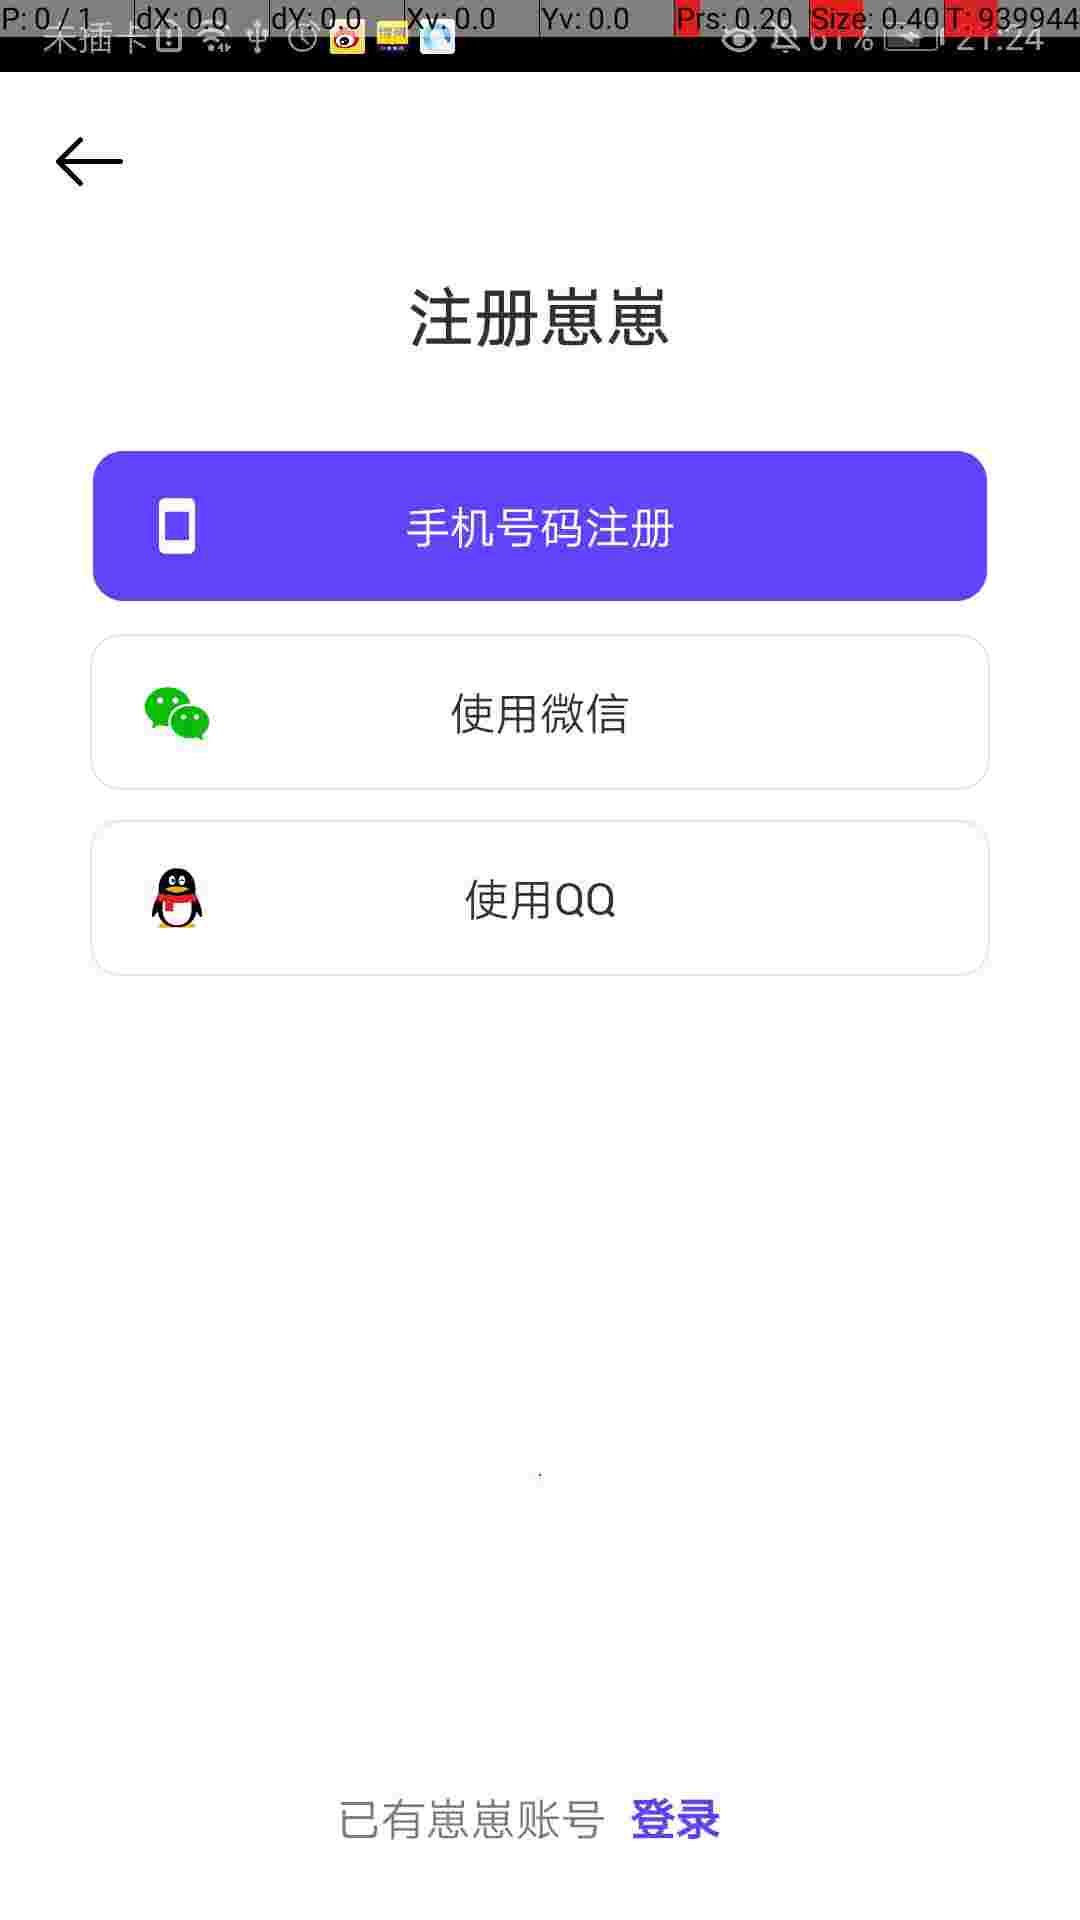 P: 0 / 1 dX: 0.0 dY: 0.0 Xv: 0.0 Yv: 0.0 Prs: 0.20 Size: 0.40 T: 939944
未插卡 61% 21:24
注册崽崽
手机号码注册
使用微信
使用QQ
已有崽崽账号 登录